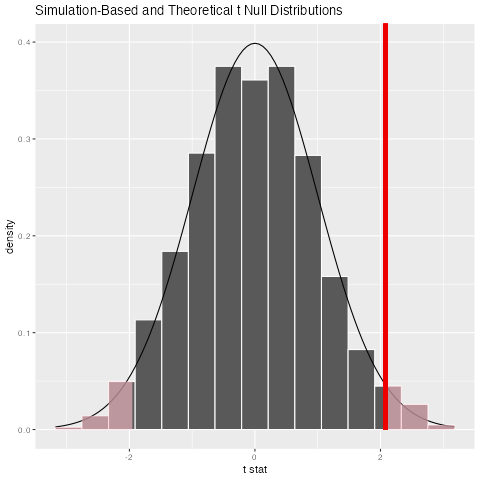 Simulation-Based and Theoretical t Null Distributions
0.4
0.3
0.2
0.1
0.0
density
-2
0
2
t stat